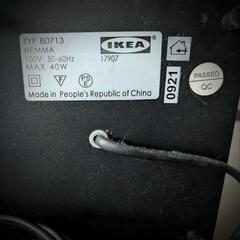 TYP B0713
HEMMA
100V 50-60Hz
MAX 40W
IKEA
17907
F
PS
E
Made in People's Republic of China
0921
PASSED
QC